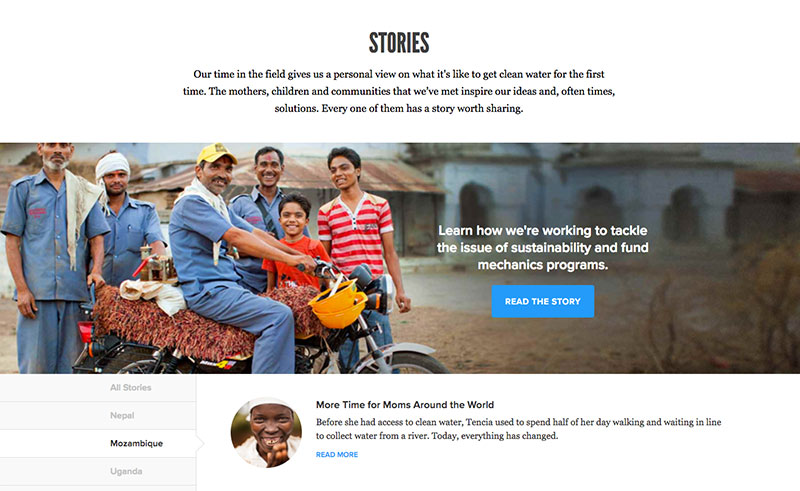 STORIES
Our time in the field gives us a personal view on what it's like to get clean water for the first
time. The mothers, children and communities that we've met inspire our ideas and, often times,
solutions. Every one of them has a story worth sharing.
Learn how we're working to tackle
the issue of sustainability and fund
mechanics programs.
READ THE STORY
All Stories
Nepal
Mozambique
Uganda
More Time for Moms Around the World
Before she had access to clean water, Tencia used to spend half of her day walking and waiting in line
to collect water from a river. Today, everything has changed.
READ MORE